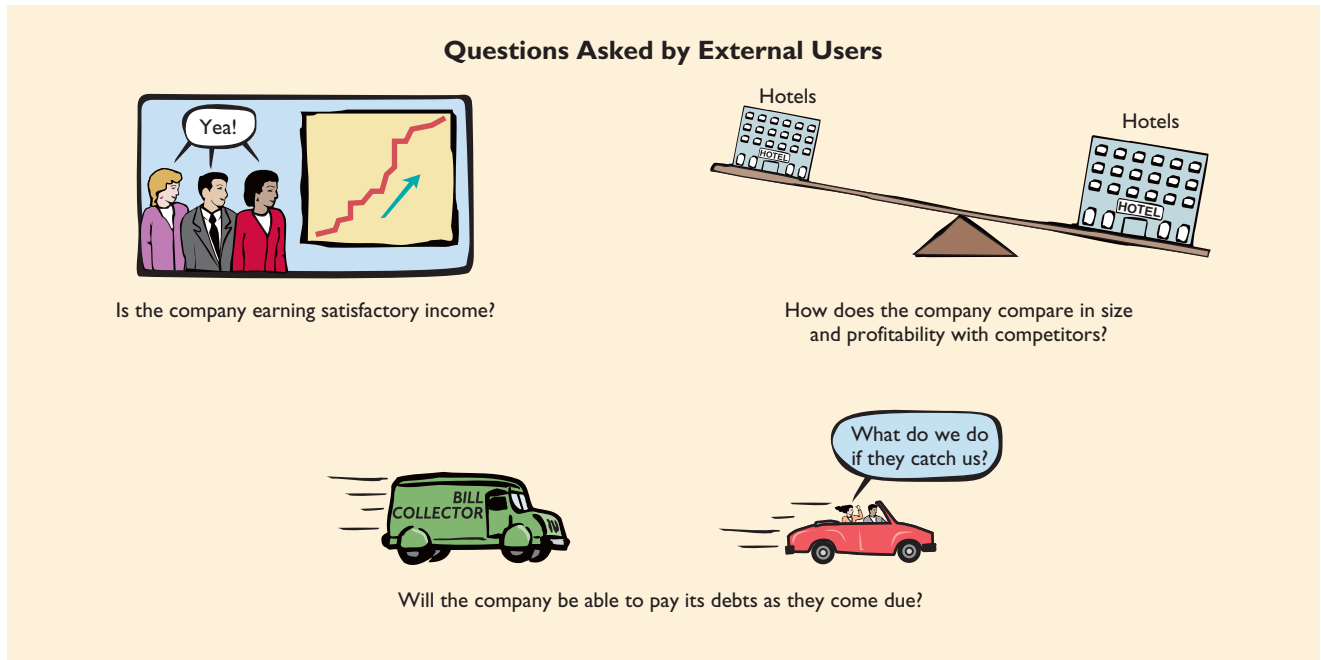 Questions Asked by External Users
Yea!
Hotels
HOTEL
Hotels
HOTEL
Is the company earning satisfactory income?
How does the company compare in size
and profitability with competitors?
What do we do
if they catch us?
BILL
COLLECTOR
Will the company be able to pay its debts as they come due?